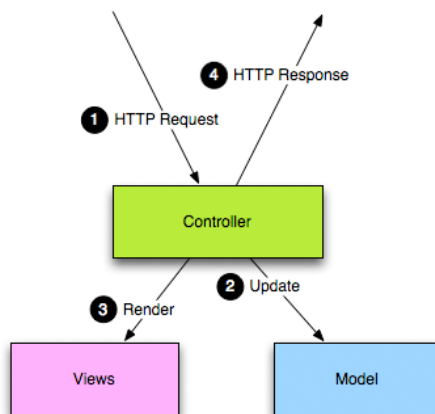 4 HTTP Response
1 HTTP Request
Controller
2 Update
3 Render
Views
Model